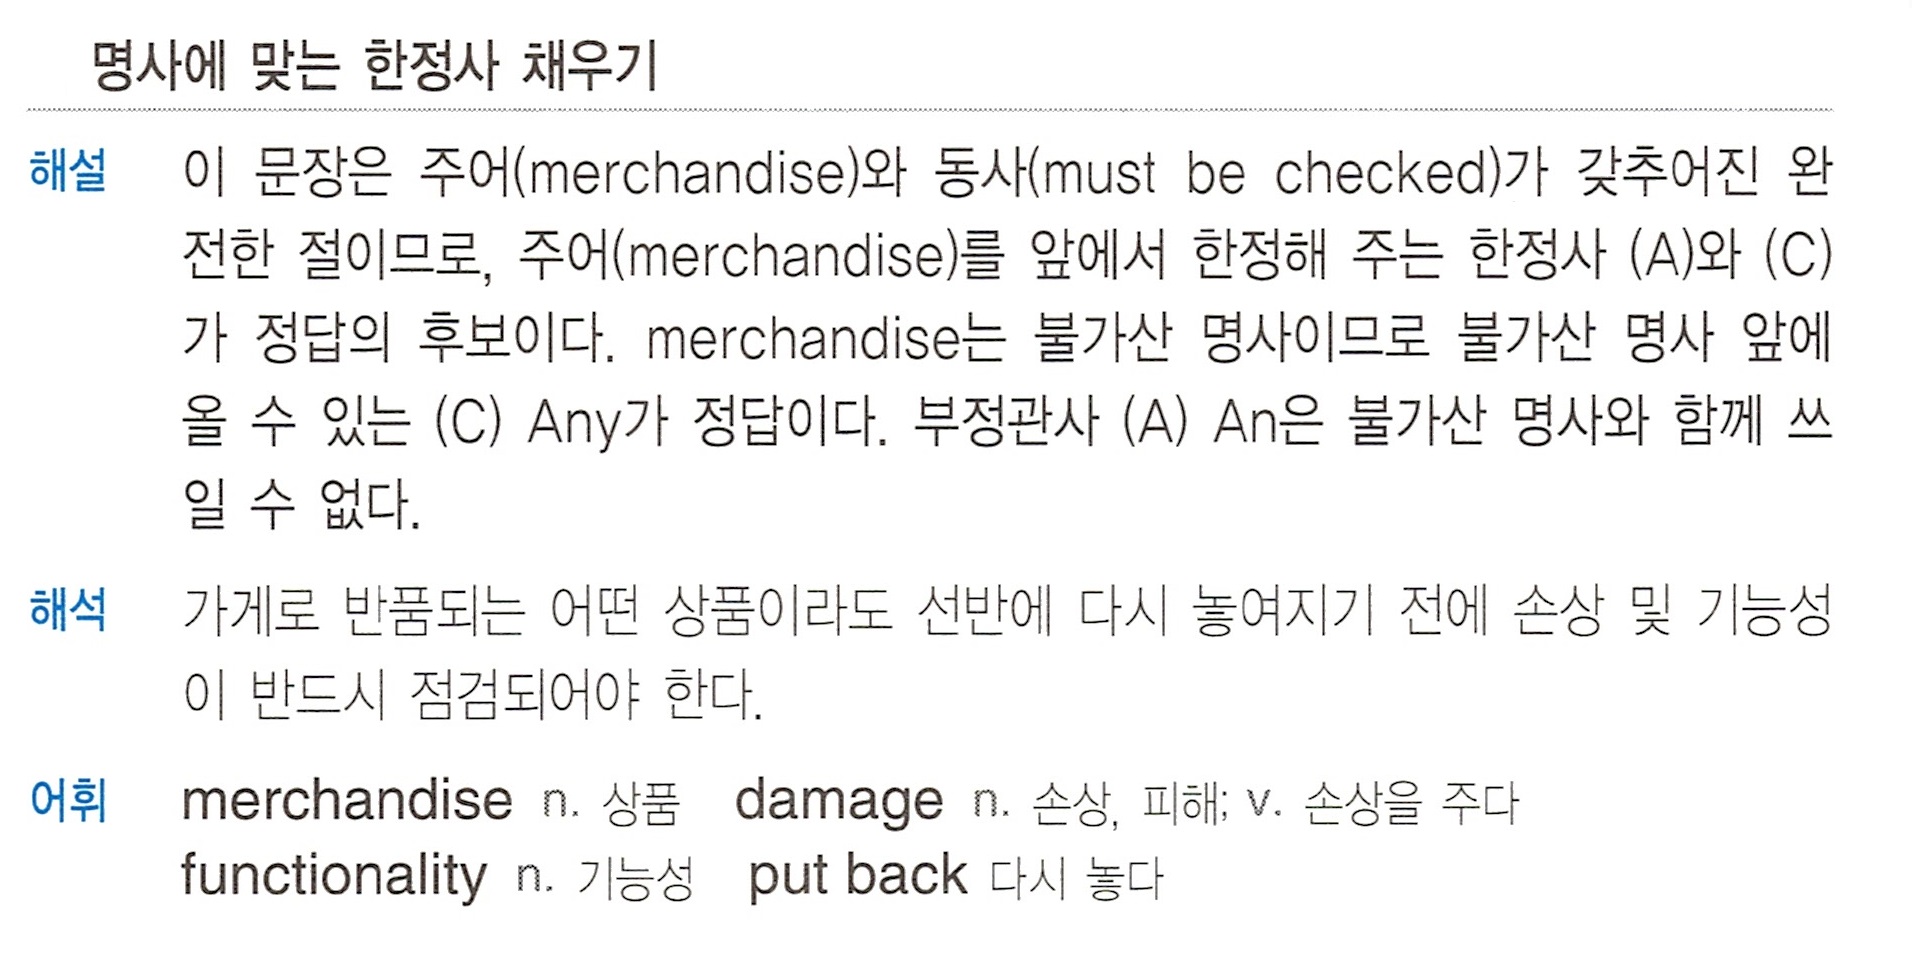 명사에 맞는 한정사 채우기
해설 이 문장은 주어(merchandise)와 동사(must be checked)가 갖추어진 완
전한 절이므로, 주어(merchandise)를 앞에서 한정해 주는 한정사 (A)와 (C)
가 정답의 후보이다. merchandise는 불가산 명사이므로 불가산 명사 앞에
올 수 있는 (C) Any가 정답이다. 부정관사 (A) An은 불가산 명사와 함께 쓰
일 수 없다.
해석 가게로 반품되는 어떤 상품이라도 선반에 다시 놓여지기 전에 손상 및 기능성
이 반드시 점검되어야 한다.
어휘 merchandise n. 상품 damage n. 손상, 피해; v. 손상을 주다
functionality n. 기능성 put back 다시 놓다